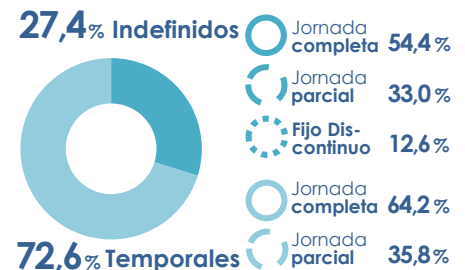 27,4% Indefinidos
Jornada
completa 54,4%
Jornada
parcial 33,0%
Fijo Dis-
continuo 12,6%
Jornada
completa 64,2%
Jornada
parcial 35,8%
72,6% Temporales